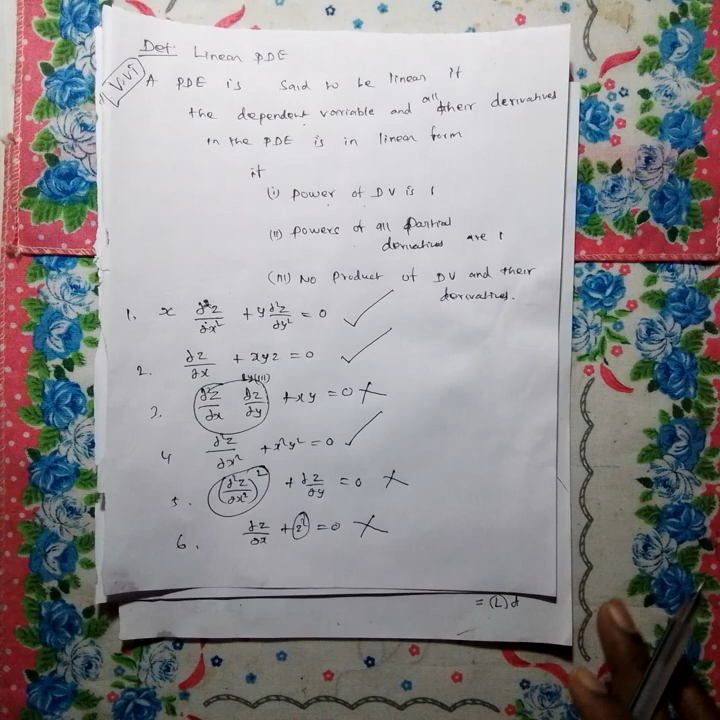 Def: Linear PDE
V.V.I
A PDE is said to be linear if
the dependent variable and all their derivatives
in the PDE is in linear form
if
(i) power of DV is 1
(ii) powers of all partial
derivatives are 1
(iii) No product of DV and their
derivatives.
1. x ∂²z/∂x² + y ∂²z/∂y² = 0 ✓
2. ∂z/∂x + xyz = 0 ✓
by (iii)
3. ∂²z/∂x ∂z/∂y + xy = 0 ✗
4 ∂²z/∂x² + x²y² = 0 ✓
5. (∂²z/∂x²)² + ∂z/∂y = 0 ✗
6. ∂z/∂x + z² = 0 ✗